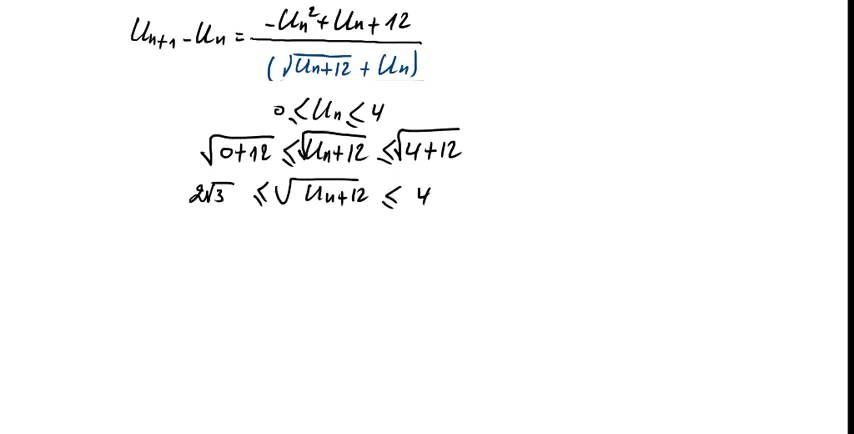 Uₙ₊₁ - Uₙ = (-Uₙ² + Uₙ + 12) / (√(Uₙ+12) + Uₙ)
0 ≤ Uₙ ≤ 4
√(0+12) ≤ √(Uₙ+12) ≤ √(4+12)
2√3 ≤ √(Uₙ+12) ≤ 4